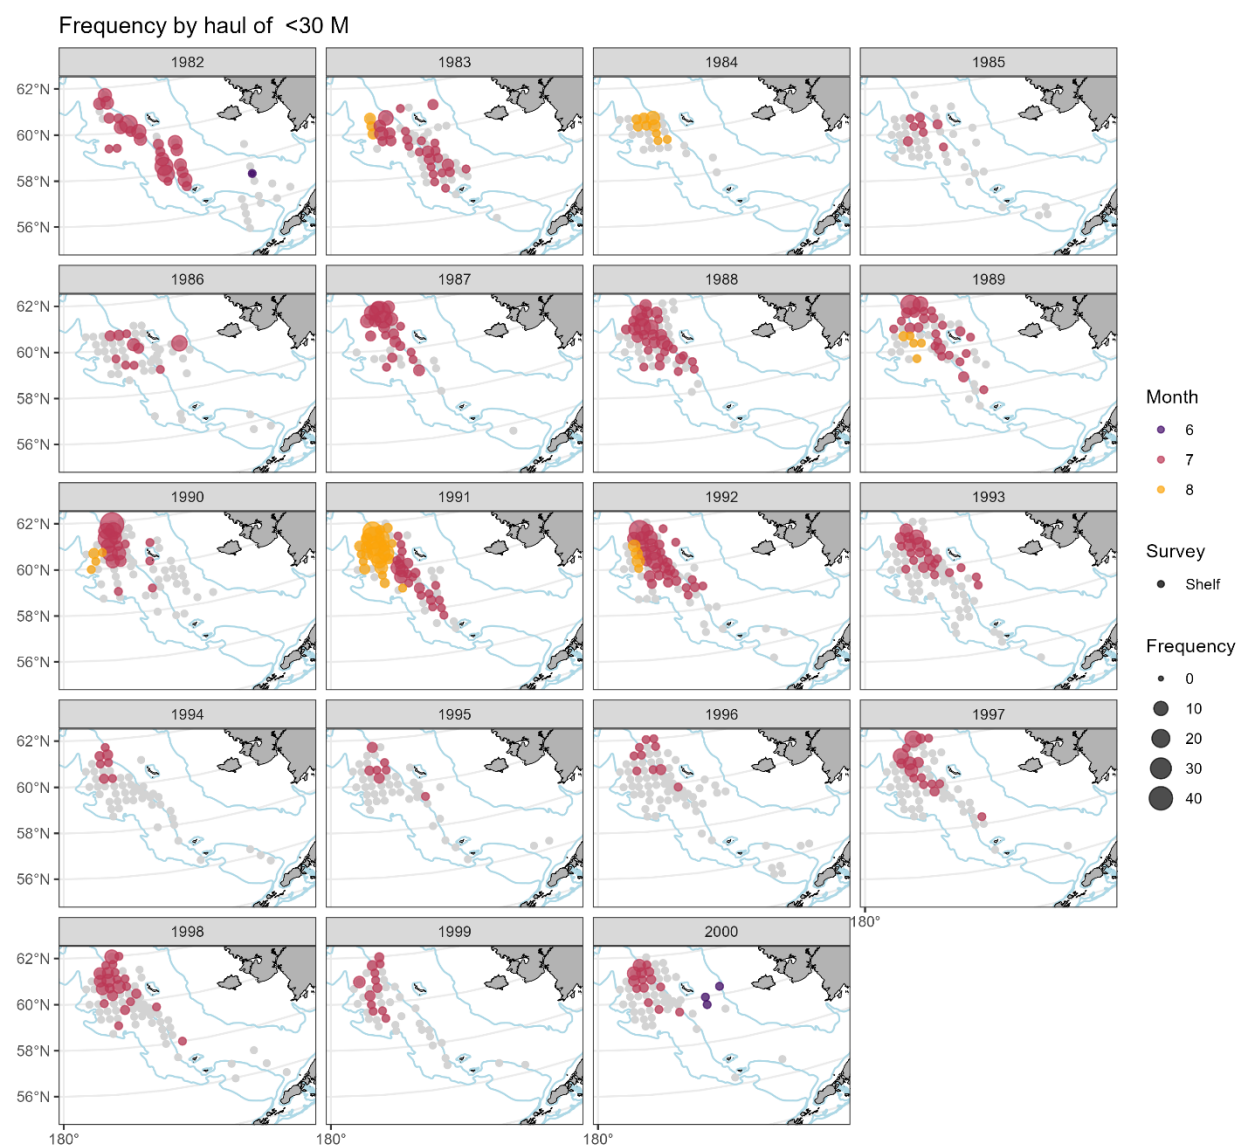 Frequency by haul of  <30 M
1982 1983 1984 1985
62°N
60°N
58°N
56°N
1986 1987 1988 1989
62°N
60°N
58°N
56°N
Month
6
7
8
1990 1991 1992 1993
62°N
60°N
58°N
56°N
Survey
Shelf
Frequency
0
10
20
30
40
1994 1995 1996 1997
62°N
60°N
58°N
56°N
180°
1998 1999 2000
62°N
60°N
58°N
56°N
180° 180° 180°